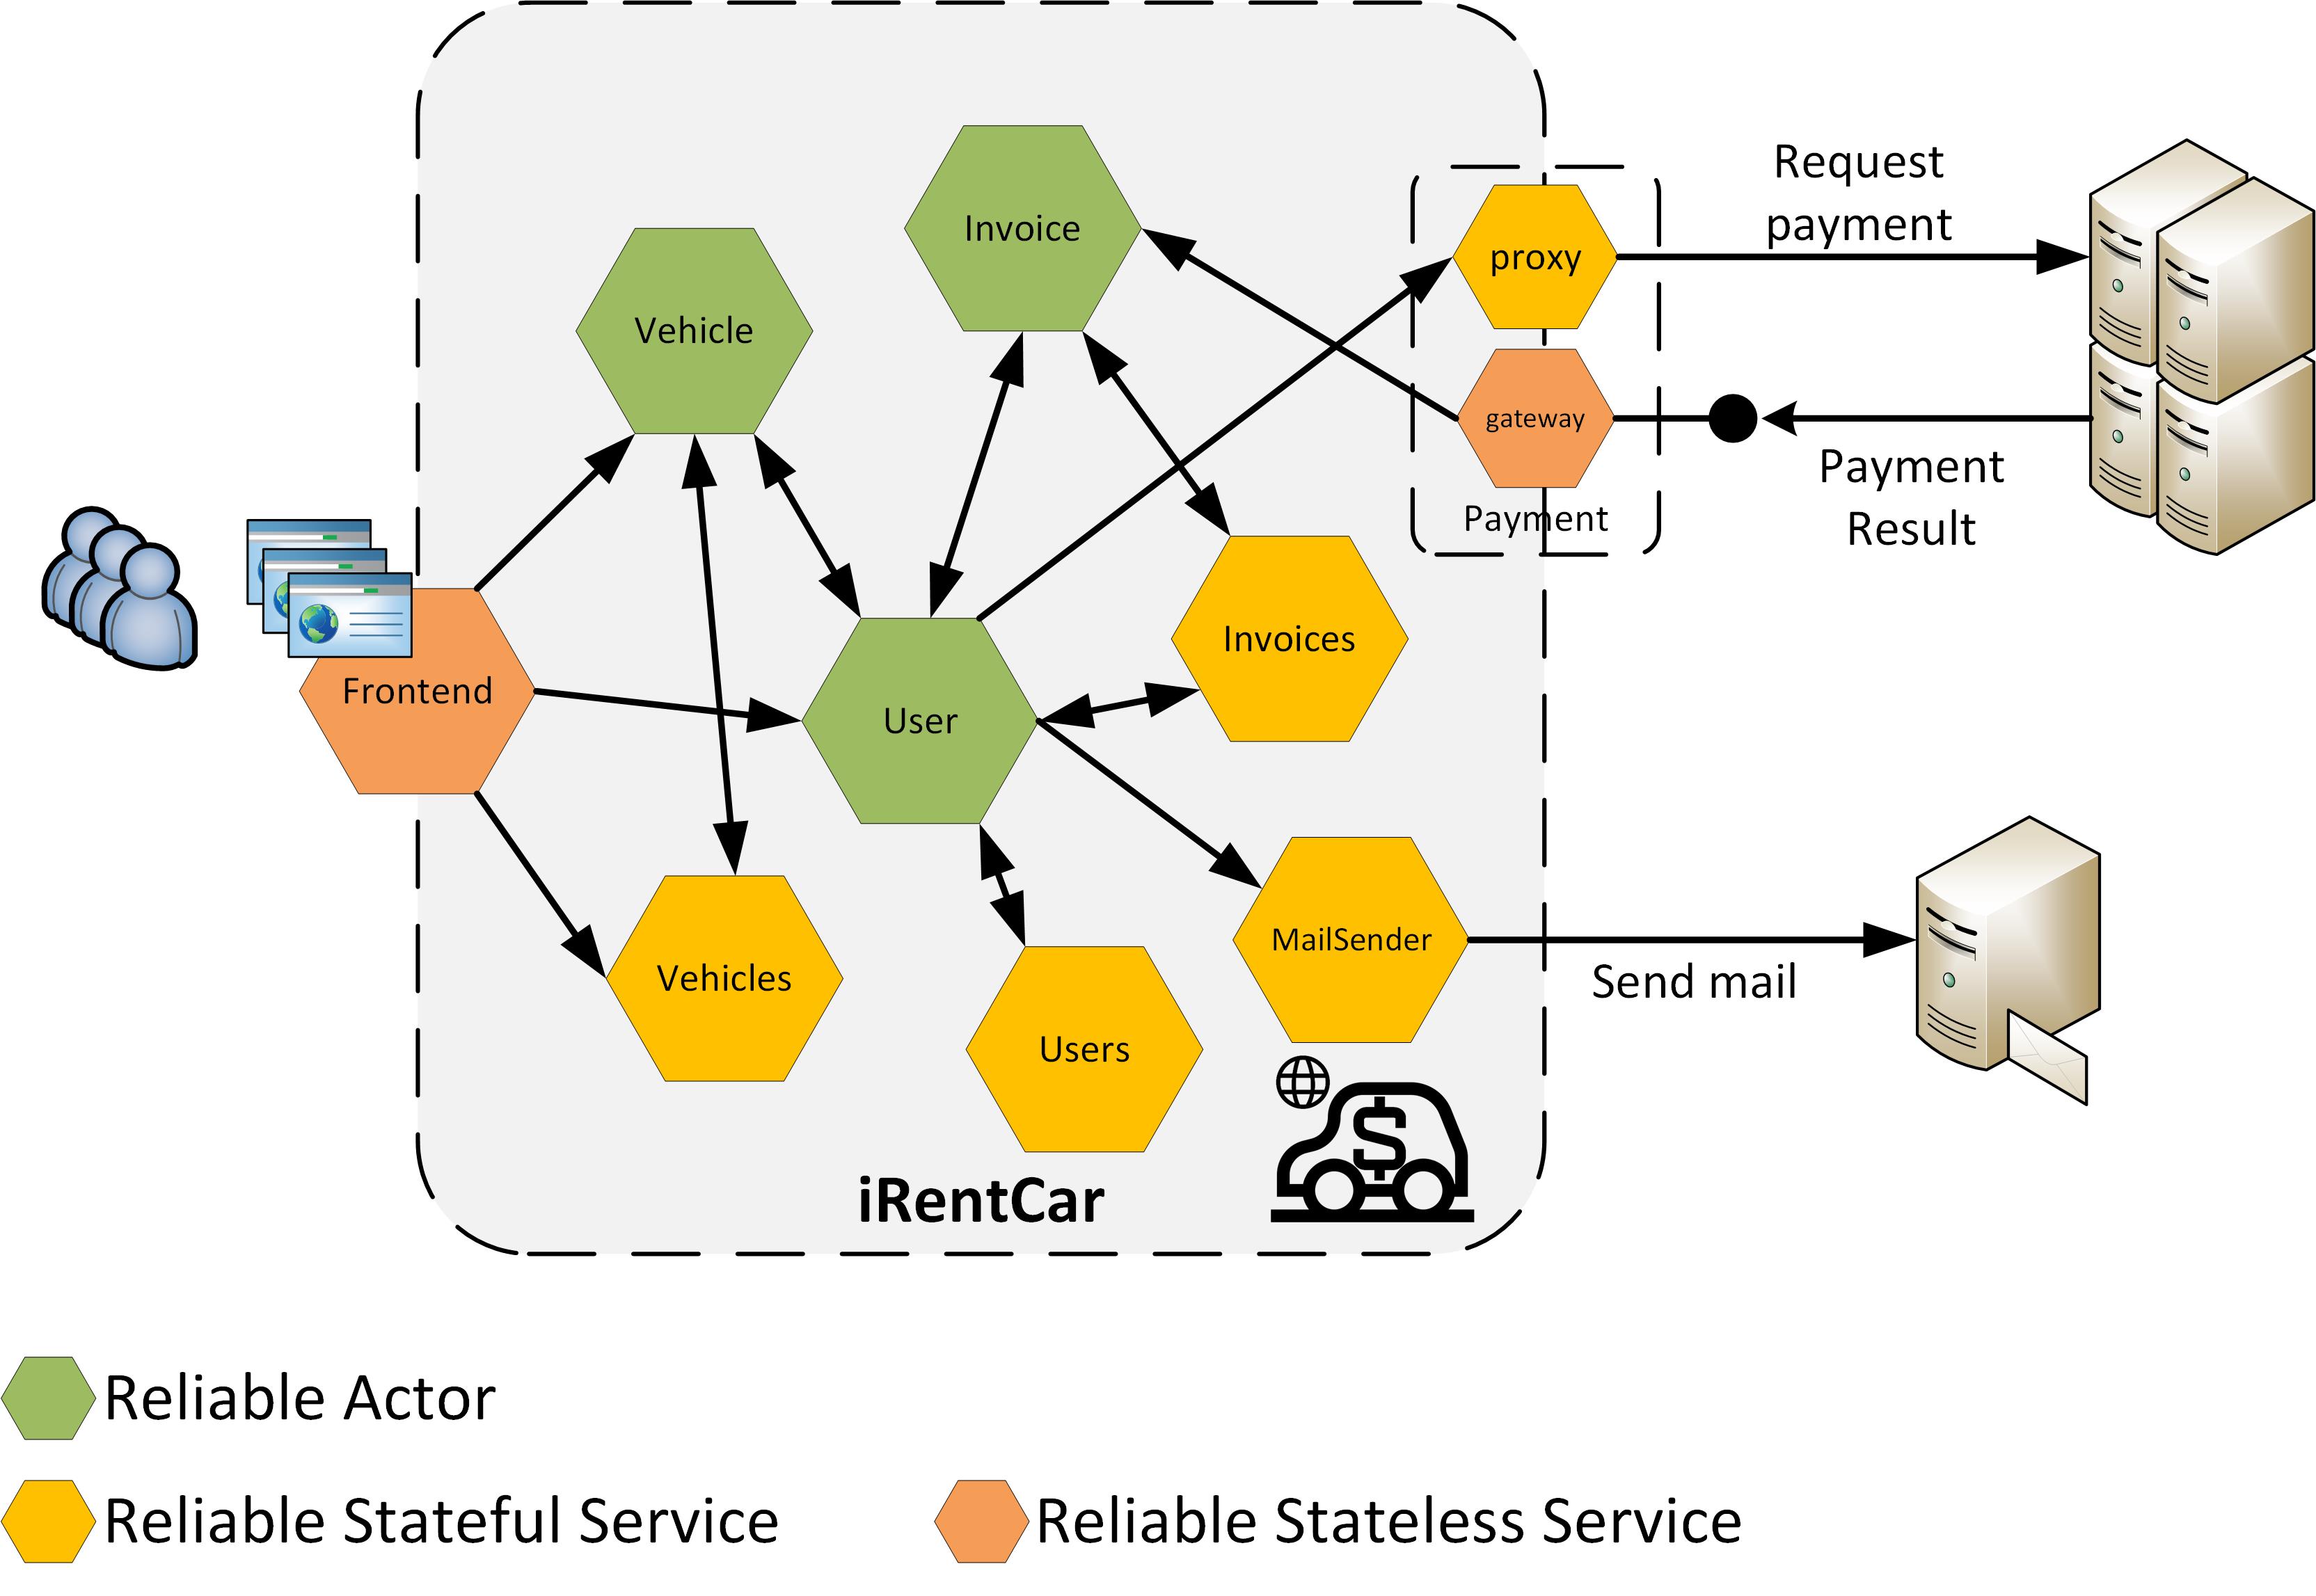 Request
payment
Invoice
proxy
Vehicle
gateway
Payment
Result
Payment
Invoices
Frontend
User
MailSender
Send mail
Vehicles
Users
iRentCar
$
Reliable Actor
Reliable Stateful Service
Reliable Stateless Service